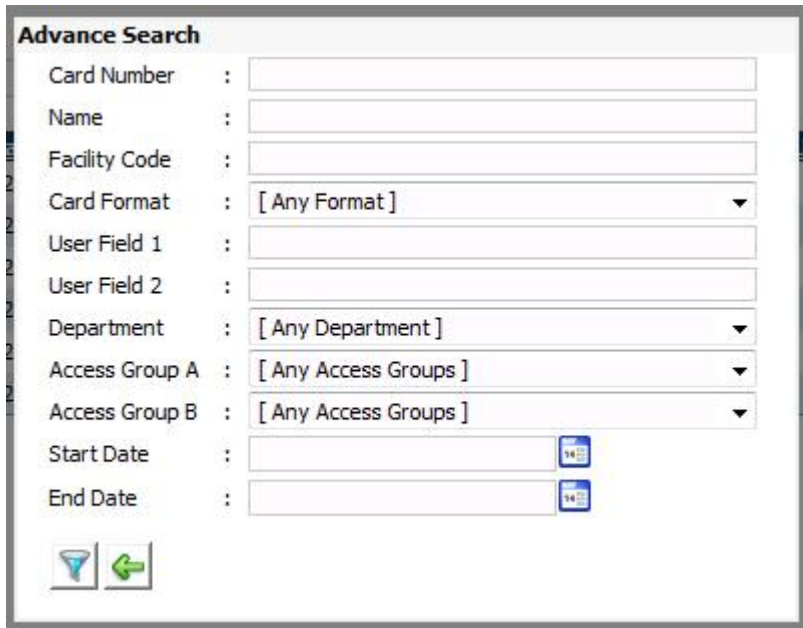 Advance Search
Card Number :
Name :
Facility Code :
Card Format : [ Any Format ]
User Field 1 :
User Field 2 :
Department : [ Any Department ]
Access Group A : [ Any Access Groups ]
Access Group B : [ Any Access Groups ]
Start Date :
End Date :